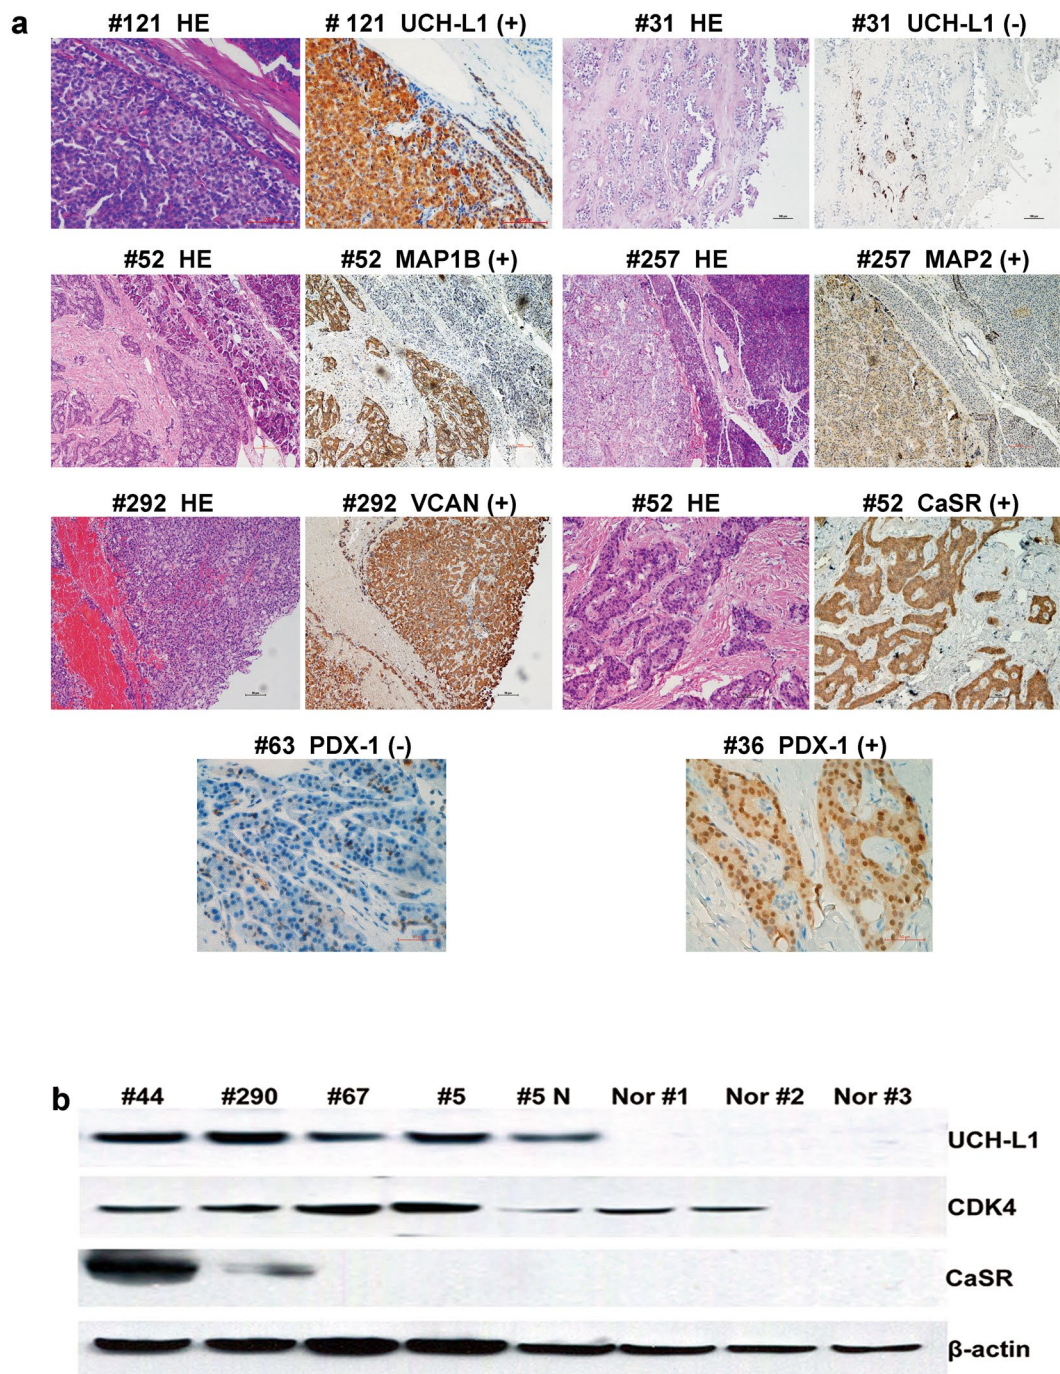 a
#121 HE
# 121 UCH-L1 (+)
#31 HE
#31 UCH-L1 (-)
#52 HE
#52 MAP1B (+)
#257 HE
#257 MAP2 (+)
#292 HE
#292 VCAN (+)
#52 HE
#52 CaSR (+)
#63 PDX-1 (-)
#36 PDX-1 (+)
b
#44 #290 #67 #5 #5 N Nor #1 Nor #2 Nor #3
UCH-L1
CDK4
CaSR
β-actin